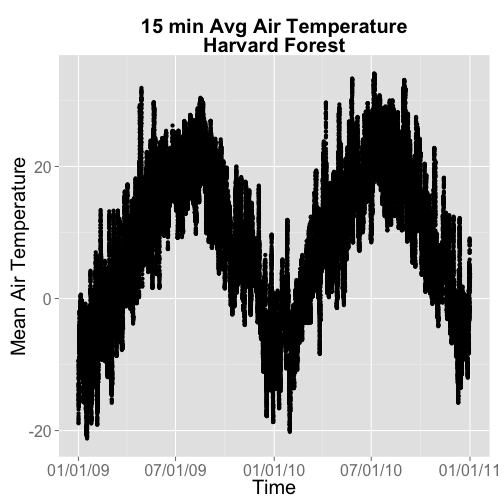 15 min Avg Air Temperature
Harvard Forest
Mean Air Temperature
20
0
-20
01/01/09 07/01/09 01/01/10 07/01/10 01/01/11
Time